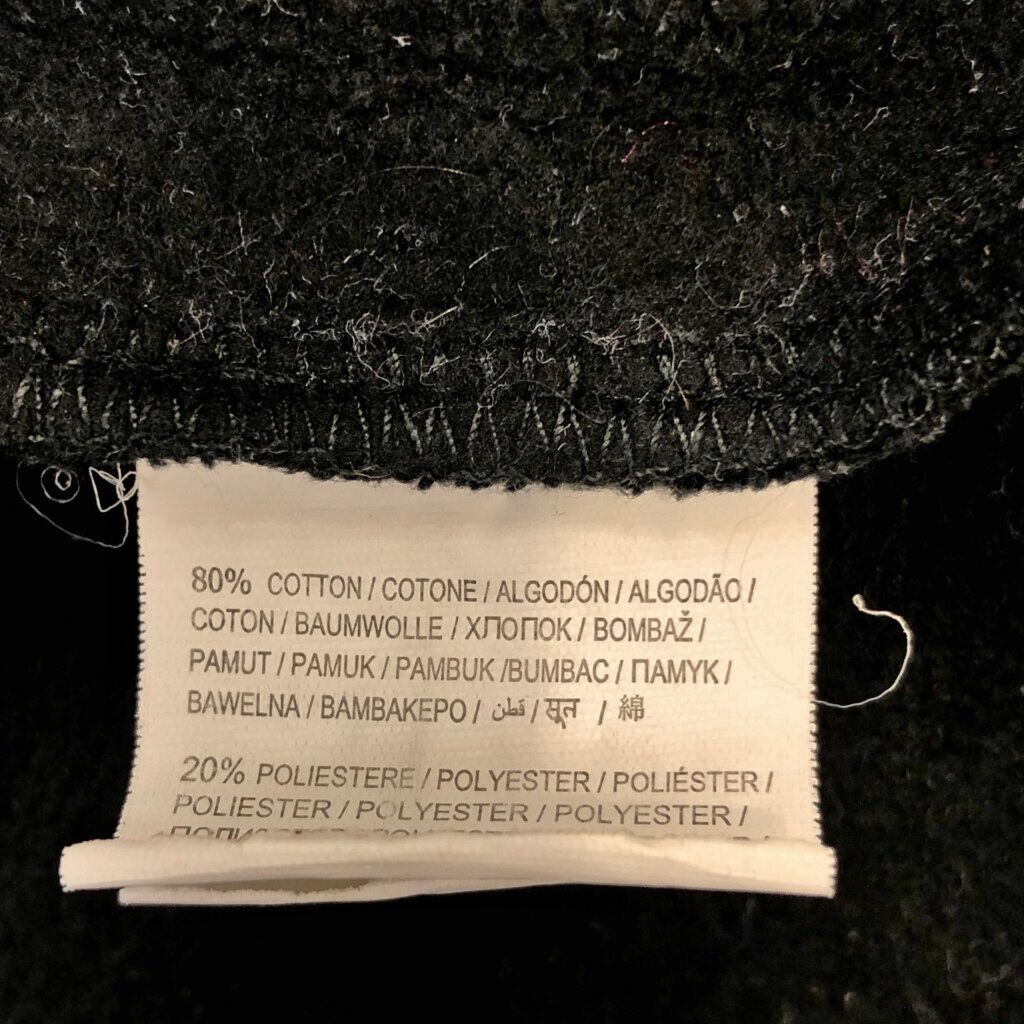 80% COTTON / COTONE / ALGODÓN / ALGODÃO /
COTON / BAUMWOLLE / ХЛОПОК / BOMBAŽ /
PAMUT / PAMUK / PAMBUK /BUMBAC / ПАМУК /
BAWELNA / BAMBAKEPO / قطن / सूत / 綿
20% POLIESTERE / POLYESTER / POLIÉSTER /
POLIESTER / POLYESTER / POLYESTER /